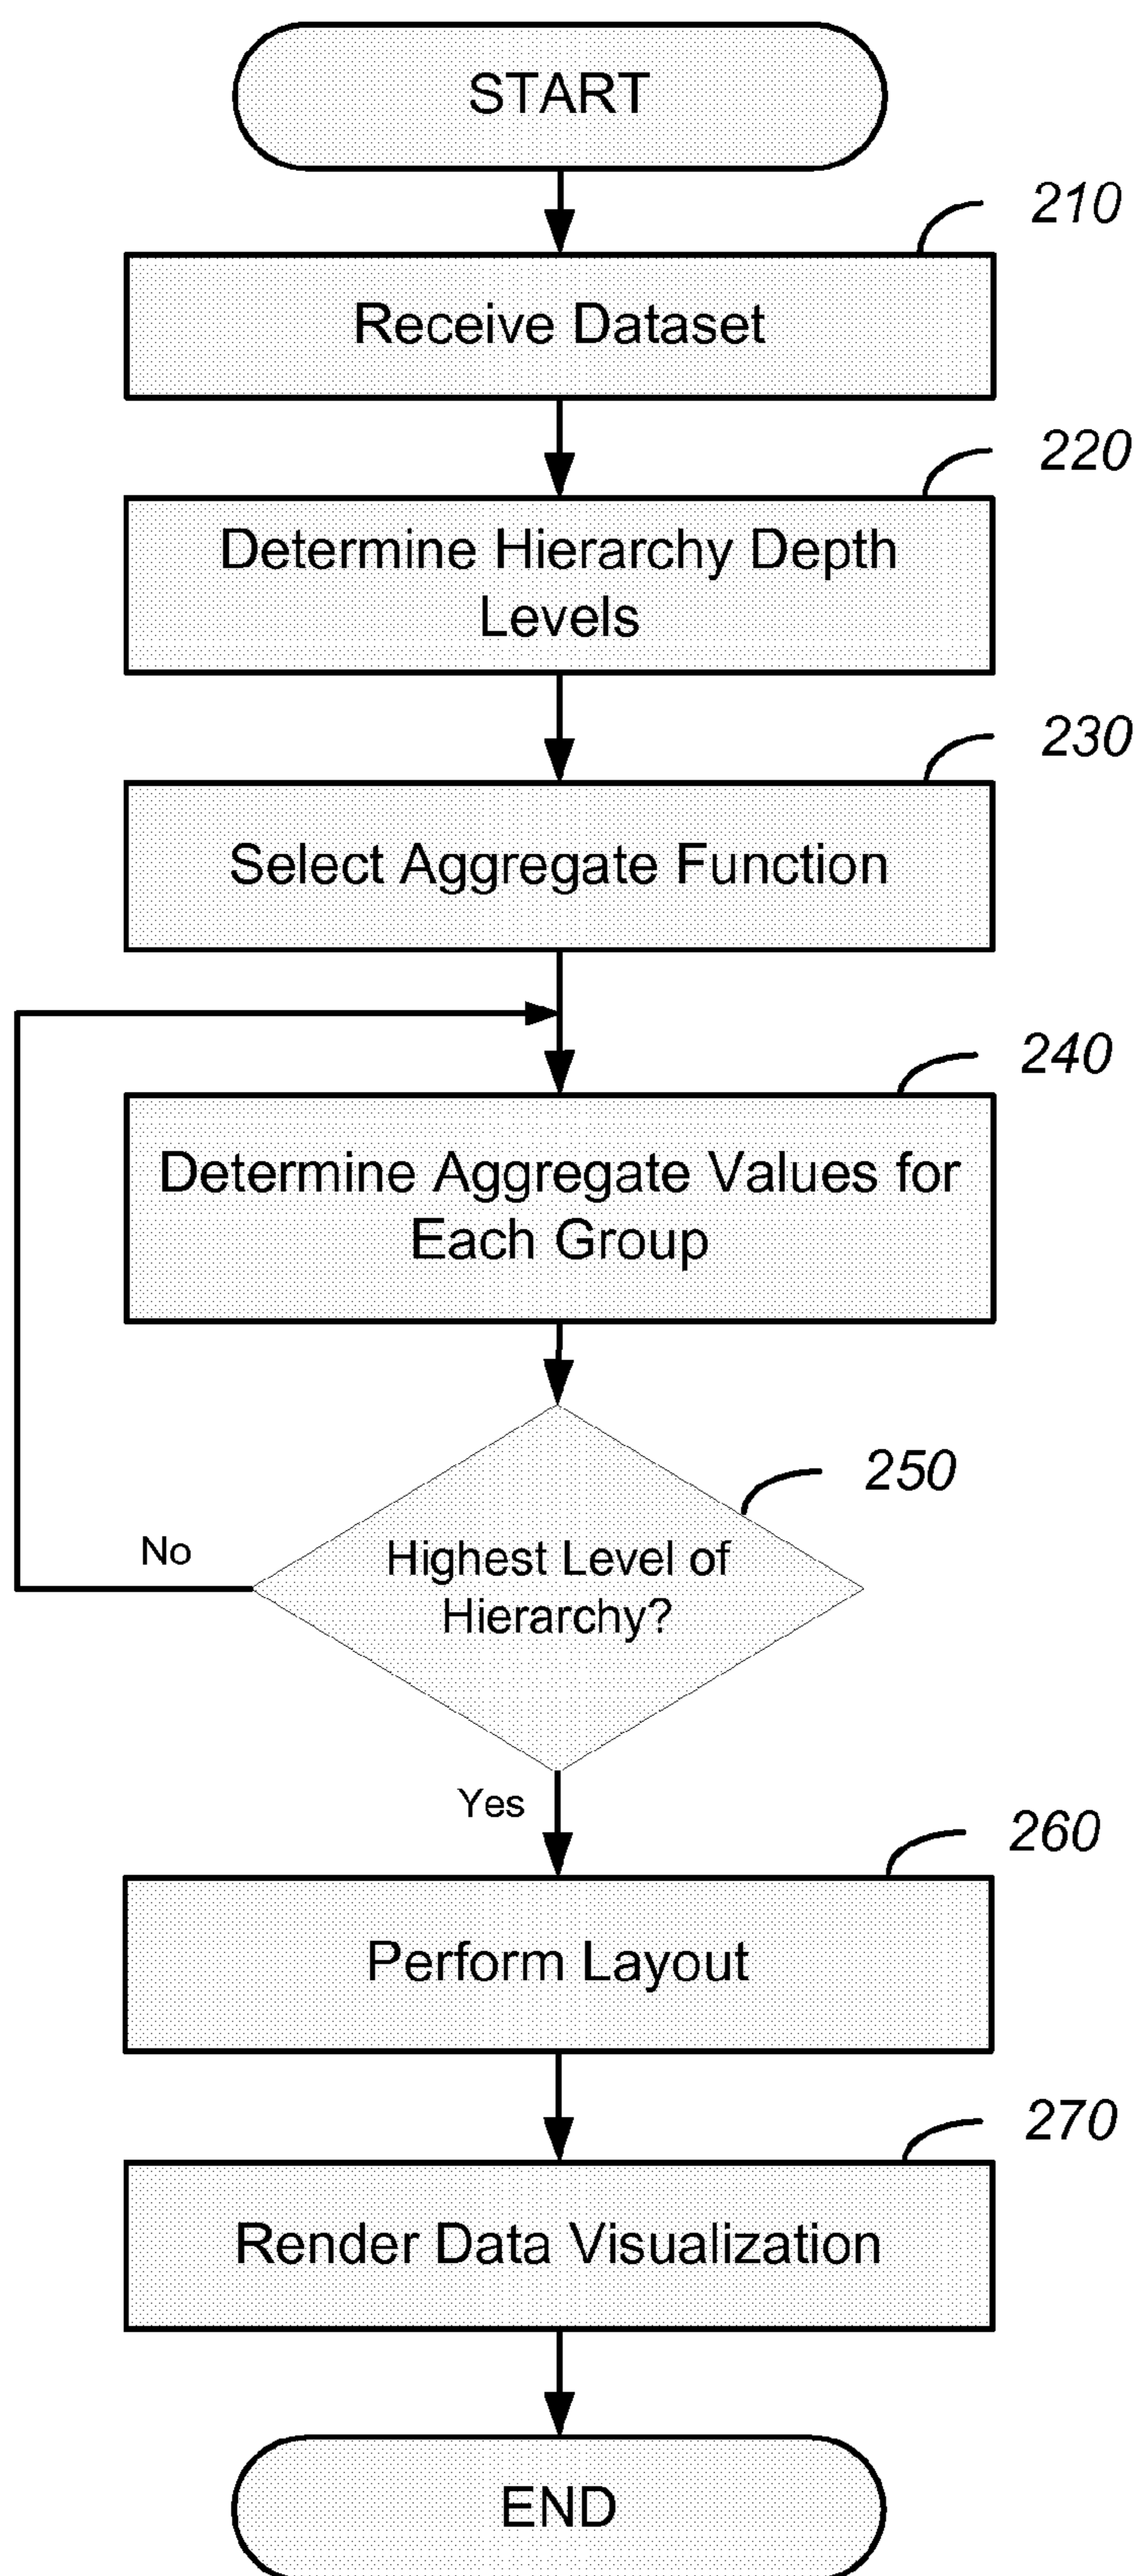 START
210
Receive Dataset
220
Determine Hierarchy Depth
Levels
230
Select Aggregate Function
240
Determine Aggregate Values for
Each Group
250
No
Highest Level of
Hierarchy?
Yes
260
Perform Layout
270
Render Data Visualization
END